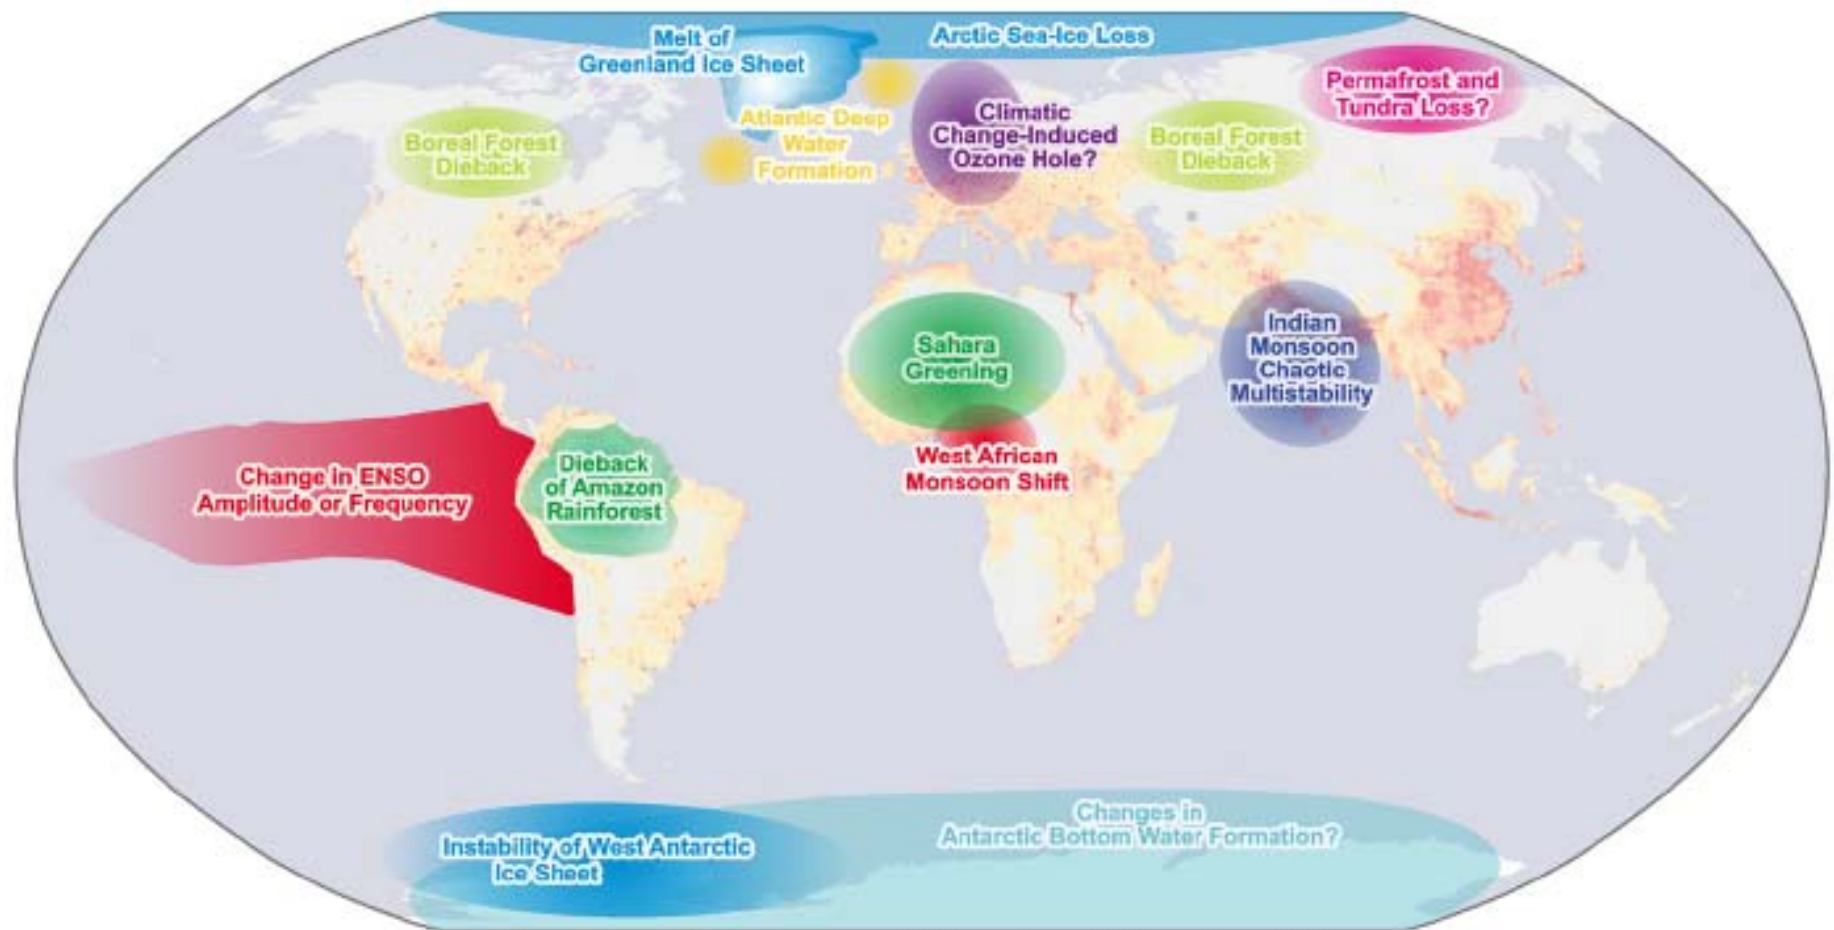 Melt of
Greenland Ice Sheet
Arctic Sea-Ice Loss
Permafrost and
Tundra Loss?
Boreal Forest
Dieback
Atlantic Deep
Water
Formation
Climatic
Change-Induced
Ozone Hole?
Boreal Forest
Dieback
Sahara
Greening
Indian
Monsoon
Chaotic
Multistability
West African
Monsoon Shift
Change in ENSO
Amplitude or Frequency
Dieback
of Amazon
Rainforest
Instability of West Antarctic
Ice Sheet
Changes in
Antarctic Bottom Water Formation?